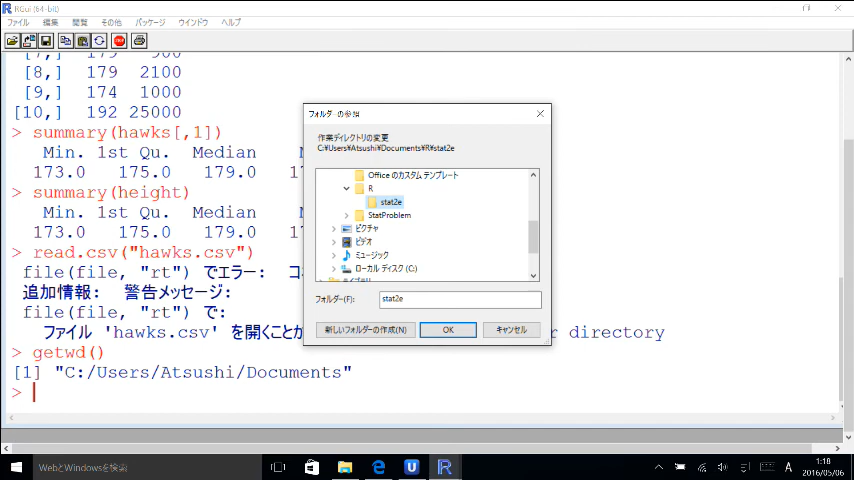 RGui (64-bit)
ファイル 編集 閲覧 その他 パッケージ ウインドウ ヘルプ
STOP
[7,] 179 900
[8,] 179 2100
[9,] 174 1000
[10,] 192 25000
> summary(hawks[,1])
Min. 1st Qu. Median
173.0 175.0 179.0 17
> summary(height)
Min. 1st Qu. Median
173.0 175.0 179.0 17
> read.csv("hawks.csv")
file(file, "rt") でエラー: コ
追加情報: 警告メッセージ:
file(file, "rt") で:
ファイル 'hawks.csv' を開くことが r directory
> getwd()
[1] "C:/Users/Atsushi/Documents"
>
フォルダーの参照
作業ディレクトリの変更
C:¥Users¥Atsushi¥Documents¥R¥stat2e
Office のカスタム テンプレート
R
stat2e
StatProblem
ピクチャ
ビデオ
ミュージック
ローカル ディスク (C:)
フォルダー(F): stat2e
新しいフォルダーの作成(N) OK キャンセル
WebとWindowsを検索
A
1:18
2016/05/06